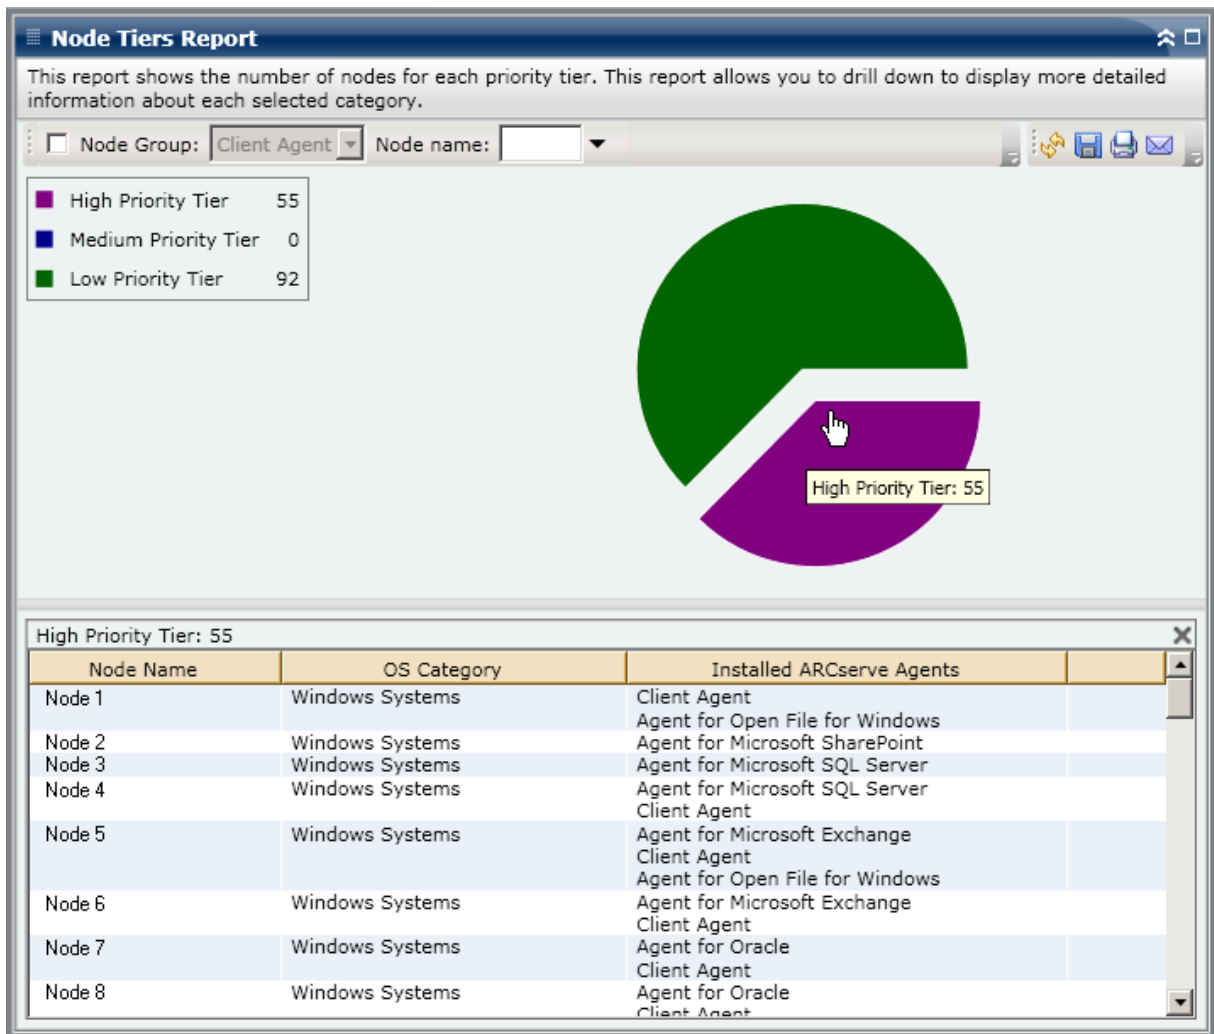 Node Tiers Report
This report shows the number of nodes for each priority tier. This report allows you to drill down to display more detailed
information about each selected category.
Node Group: Client Agent Node name:
High Priority Tier 55
Medium Priority Tier 0
Low Priority Tier 92
High Priority Tier: 55
High Priority Tier: 55
Node Name OS Category Installed ARCserve Agents
Node 1 Windows Systems Client Agent
Agent for Open File for Windows
Node 2 Windows Systems Agent for Microsoft SharePoint
Node 3 Windows Systems Agent for Microsoft SQL Server
Node 4 Windows Systems Agent for Microsoft SQL Server
Client Agent
Node 5 Windows Systems Agent for Microsoft Exchange
Client Agent
Agent for Open File for Windows
Node 6 Windows Systems Agent for Microsoft Exchange
Client Agent
Node 7 Windows Systems Agent for Oracle
Client Agent
Node 8 Windows Systems Agent for Oracle
Client Agent